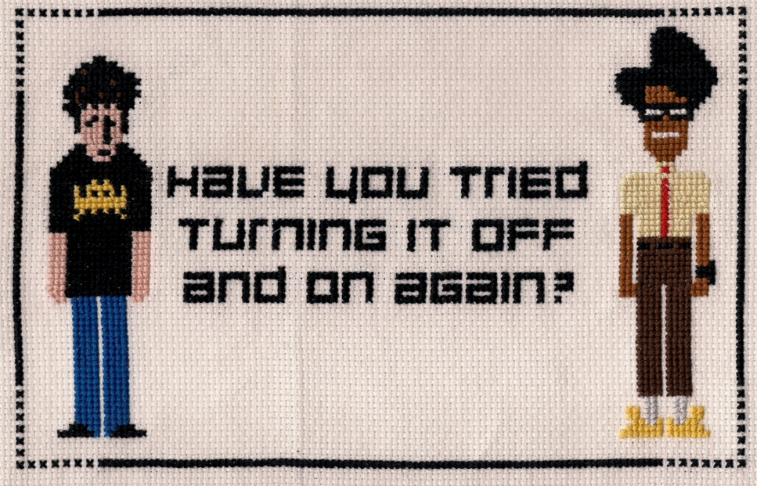 Have you tried
turning it off
and on again?